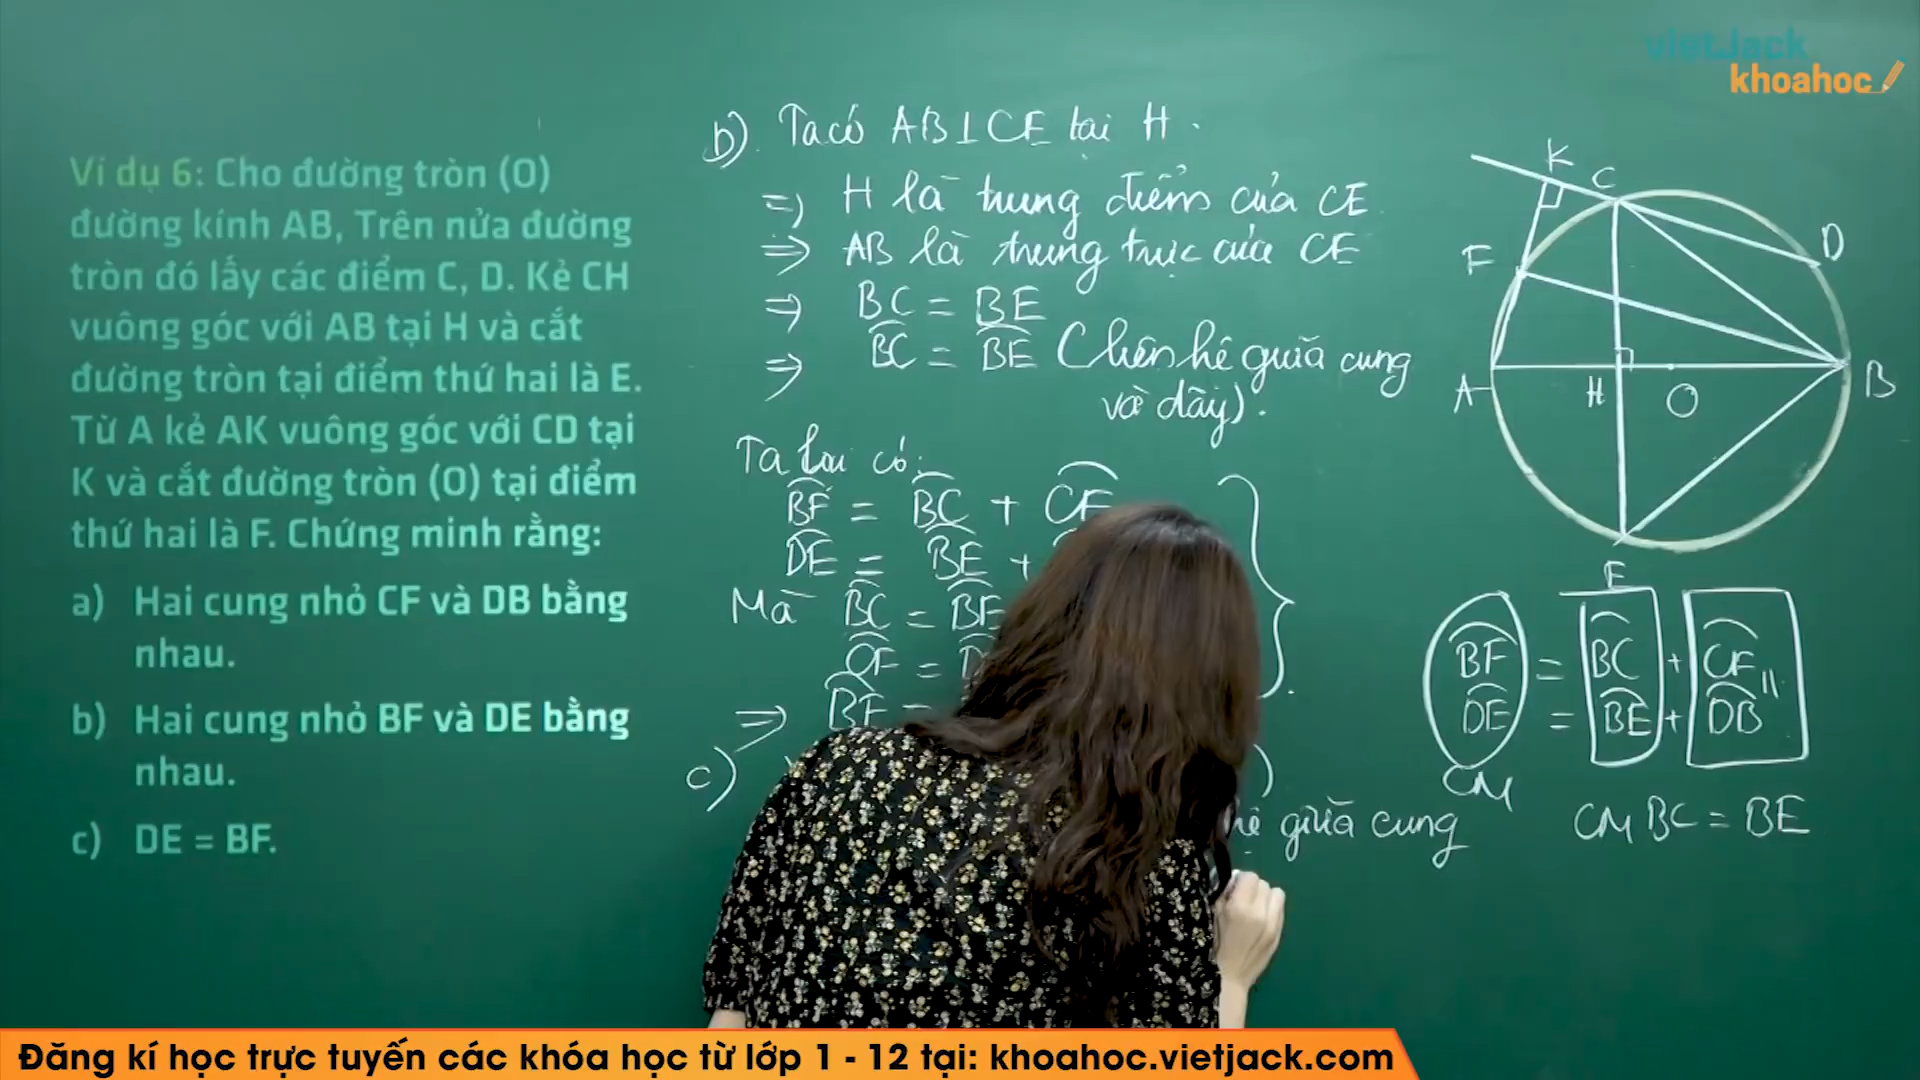 vietJack
khoahoc
Ví dụ 6: Cho đường tròn (O)
đường kính AB, Trên nửa đường
tròn đó lấy các điểm C, D. Kẻ CH
vuông góc với AB tại H và cắt
đường tròn tại điểm thứ hai là E.
Từ A kẻ AK vuông góc với CD tại
K và cắt đường tròn (O) tại điểm
thứ hai là F. Chứng minh rằng:
a) Hai cung nhỏ CF và DB bằng
nhau.
b) Hai cung nhỏ BF và DE bằng
nhau.
c) DE = BF.
b). Ta có AB ⊥ CE tại H.
=> H là trung điểm của CE
=> AB là trung trực của CE
=> BC = BE
=> BC = BE (liên hệ giữa cung
và dây).
Ta lại có:
BF = BC + CF
DE = BE +
Mà BC = BE
CF =
=> BF =
c)
hệ giữa cung
K
C
D
F
A
H
O
B
E
BF = BC + CF
DE = BE + DB
CM
CM BC = BE
Đăng kí học trực tuyến các khóa học từ lớp 1 - 12 tại: khoahoc.vietjack.com